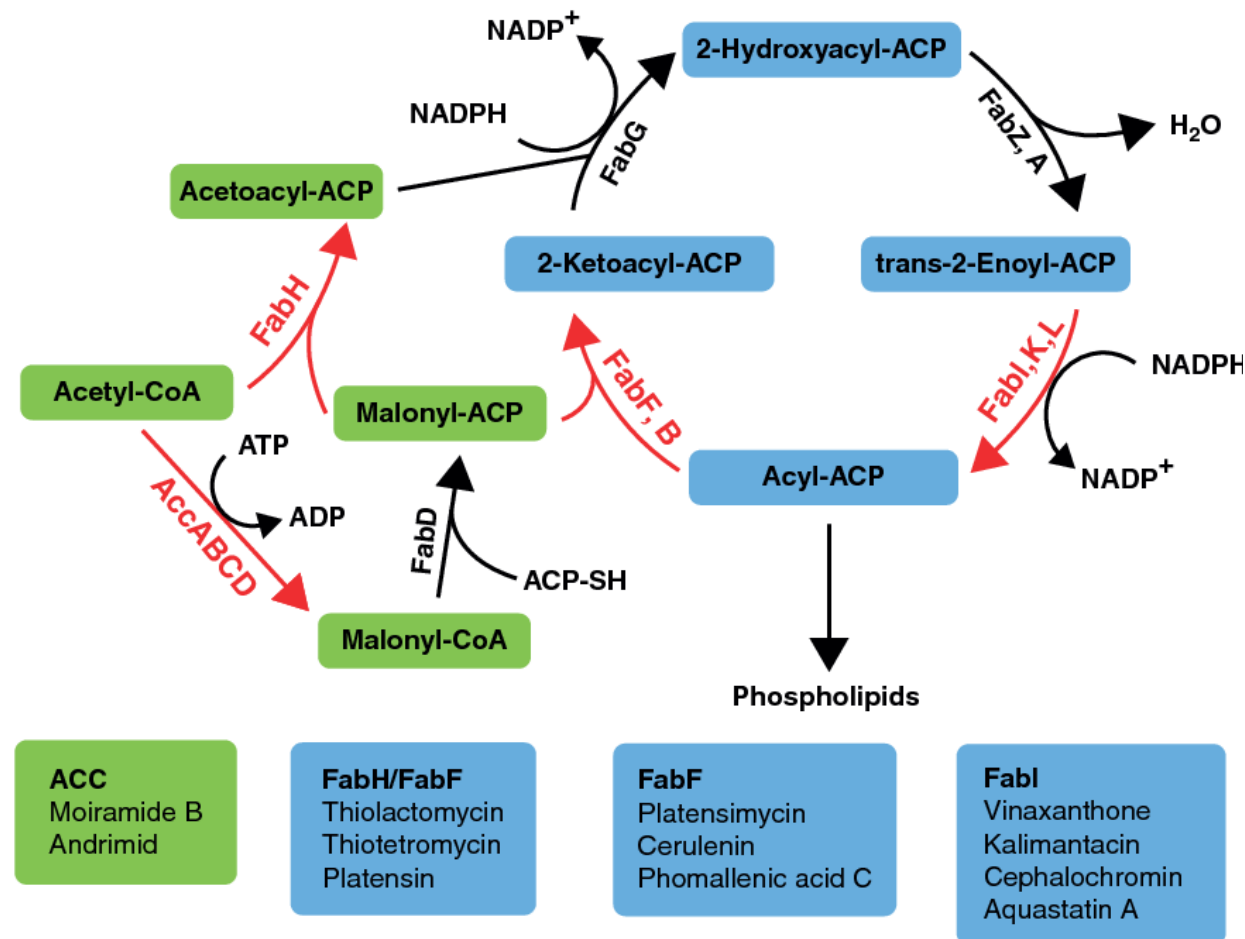 NADP+
2-Hydroxyacyl-ACP
NADPH
FabG
FabZ, A
H2O
Acetoacyl-ACP
2-Ketoacyl-ACP
trans-2-Enoyl-ACP
FabH
FabF, B
FabI,K,L
NADPH
Acetyl-CoA
Malonyl-ACP
ATP
ADP
AccABCD
FabD
ACP-SH
Acyl-ACP
NADP+
Malonyl-CoA
Phospholipids
ACC
Moiramide B
Andrimid
FabH/FabF
Thiolactomycin
Thiotetromycin
Platensin
FabF
Platensimycin
Cerulenin
Phomallenic acid C
FabI
Vinaxanthone
Kalimantacin
Cephalochromin
Aquastatin A